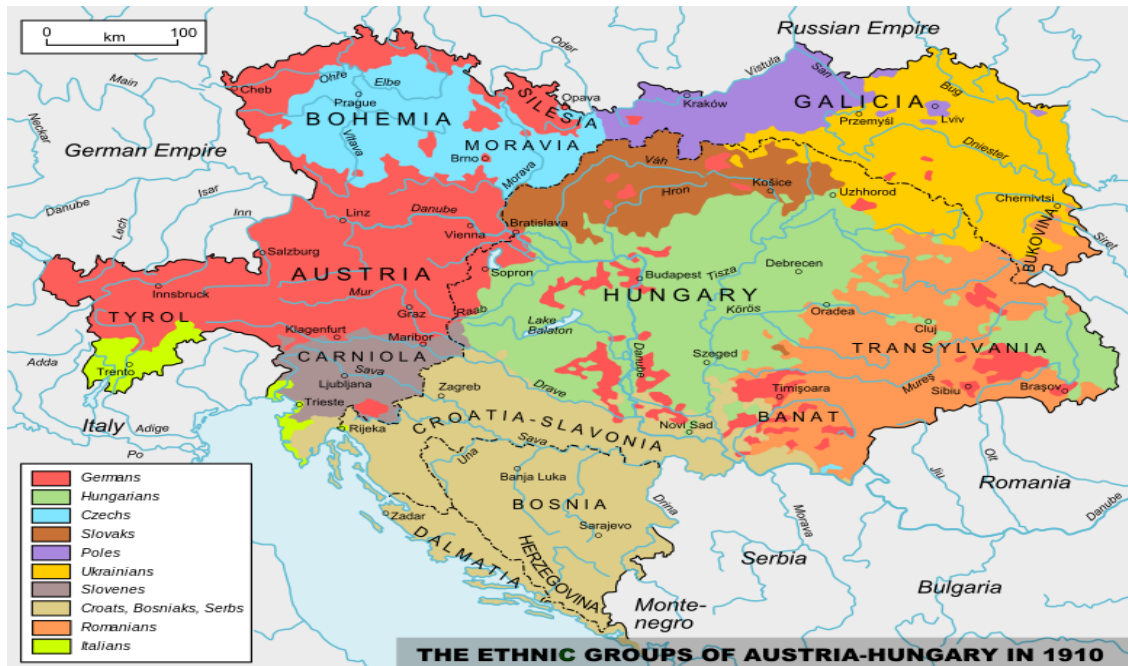 0 100
km
Russian Empire
Oder
Vistula
San
Bug
Main
Cheb
Ohře
Elbe
Prague
BOHEMIA
Vltava
SILESIA
Opava
Kraków
GALICIA
Przemyśl
Lviv
Dniester
Neckar
German Empire
MORAVIA
Brno
Morava
Váh
Hron
Košice
Uzhhorod
Chernivtsi
BUKOVINA
Siret
Danube
Lech
Isar
Inn
Linz
Danube
Vienna
Bratislava
Salzburg
AUSTRIA
Sopron
Budapest
Tisza
Debrecen
HUNGARY
Körös
Oradea
Cluj
TRANSYLVANIA
Innsbruck
TYROL
Mur
Graz
Raab
Lake
Balaton
Klagenfurt
Maribor
CARNIOLA
Sava
Ljubljana
Adda
Trento
Trieste
Zagreb
Drave
Danube
Szeged
Timişoara
Mureş
Sibiu
Braşov
BANAT
Italy
Adige
Po
Rijeka
CROATIA-SLAVONIA
Sava
Novi Sad
Una
Banja Luka
BOSNIA
Drina
Sarajevo
Zadar
DALMATIA
HERZEGOVINA
Morava
Serbia
Jiu
Olt
Romania
Danube
Bulgaria
Monte-
negro
Germans
Hungarians
Czechs
Slovaks
Poles
Ukrainians
Slovenes
Croats, Bosniaks, Serbs
Romanians
Italians
THE ETHNIC GROUPS OF AUSTRIA-HUNGARY IN 1910